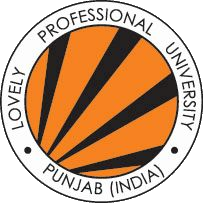 LOVELY PROFESSIONAL UNIVERSITY
PUNJAB (INDIA)